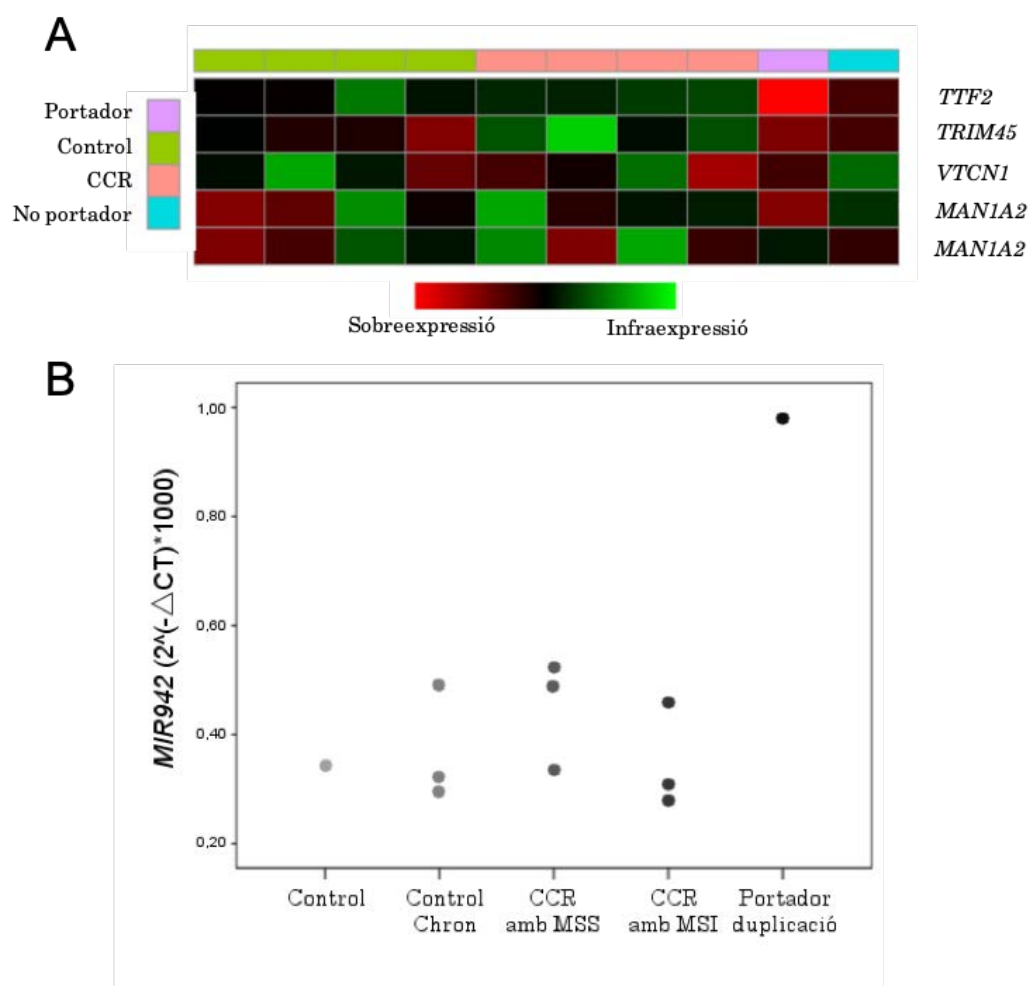 A
Portador
Control
CCR
No portador
TTF2
TRIM45
VTCN1
MAN1A2
MAN1A2
Sobreexpressió
Infraexpressió
B
MIR942 (2^(-△CT)*1000)
1,00
0,80
0,60
0,40
0,20
Control
Control
Chron
CCR
amb MSS
CCR
amb MSI
Portador
duplicació